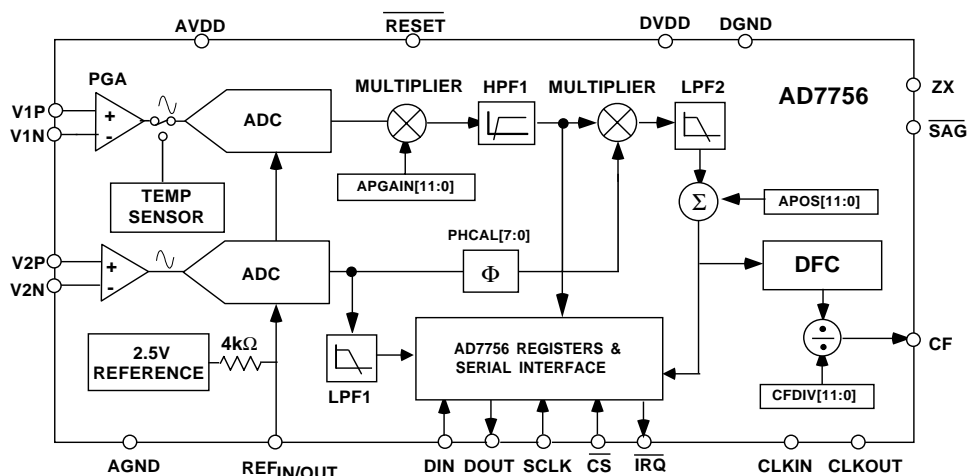 AVDD
RESET
DVDD
DGND
PGA
MULTIPLIER
HPF1
MULTIPLIER
LPF2
AD7756
ZX
V1P
+
V1N
-
ADC
SAG
APGAIN[11:0]
TEMP
SENSOR
Σ
APOS[11:0]
PHCAL[7:0]
V2P
+
V2N
-
ADC
Φ
DFC
2.5V
REFERENCE
4kΩ
LPF1
AD7756 REGISTERS &
SERIAL INTERFACE
÷
CF
CFDIV[11:0]
AGND
REFIN/OUT
DIN
DOUT
SCLK
CS
IRQ
CLKIN
CLKOUT